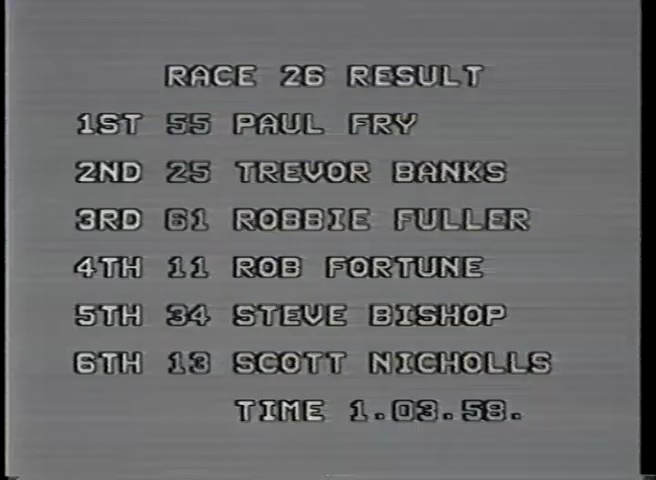 RACE 26 RESULT
1ST 55 PAUL FRY
2ND 25 TREVOR BANKS
3RD 61 ROBBIE FULLER
4TH 11 ROB FORTUNE
5TH 34 STEVE BISHOP
6TH 13 SCOTT NICHOLLS
TIME 1.03.58.